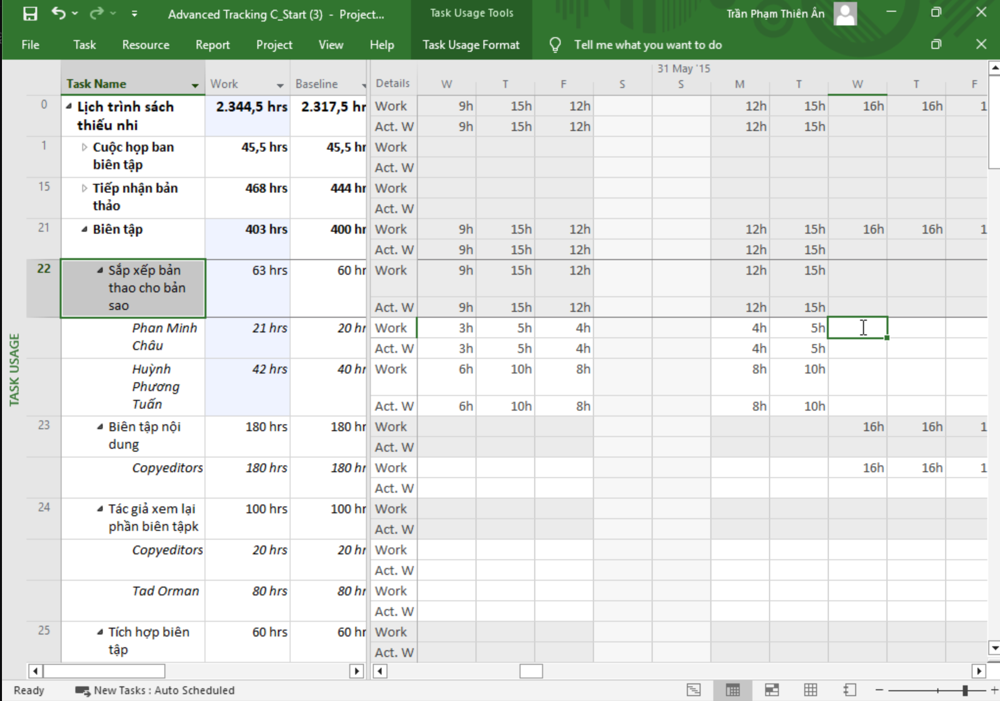 Advanced Tracking C_Start (3) - Project...
Task Usage Tools
Trần Phạm Thiên Ân
File Task Resource Report Project View Help Task Usage Format Tell me what you want to do
31 May '15
Task Name Work Baseline Details W T F S S M T W T F
0 Lịch trình sách 2.344,5 hrs 2.317,5 hr Work 9h 15h 12h 12h 15h 16h 16h 1
thiếu nhi Act. W 9h 15h 12h 12h 15h
1 Cuộc họp ban 45,5 hrs 45,5 hr Work
biên tập Act. W
15 Tiếp nhận bản 468 hrs 444 hr Work
thảo Act. W
21 Biên tập 403 hrs 400 hr Work 9h 15h 12h 12h 15h 16h 16h 1
Act. W 9h 15h 12h 12h 15h
22 Sắp xếp bản 63 hrs 60 hr Work 9h 15h 12h 12h 15h
thao cho bản
sao Act. W 9h 15h 12h 12h 15h
Phan Minh 21 hrs 20 hr Work 3h 5h 4h 4h 5h
Châu Act. W 3h 5h 4h 4h 5h
Huỳnh 42 hrs 40 hr Work 6h 10h 8h 8h 10h
Phương
Tuấn Act. W 6h 10h 8h 8h 10h
23 Biên tập nội 180 hrs 180 hr Work 16h 16h 1
dung Act. W
Copyeditors 180 hrs 180 hr Work 16h 16h 1
Act. W
24 Tác giả xem lại 100 hrs 100 hr Work
phần biên tậpk Act. W
Copyeditors 20 hrs 20 hr Work
Act. W
Tad Orman 80 hrs 80 hr Work
Act. W
25 Tích hợp biên 60 hrs 60 hr Work
tập Act. W
TASK USAGE
Ready New Tasks : Auto Scheduled